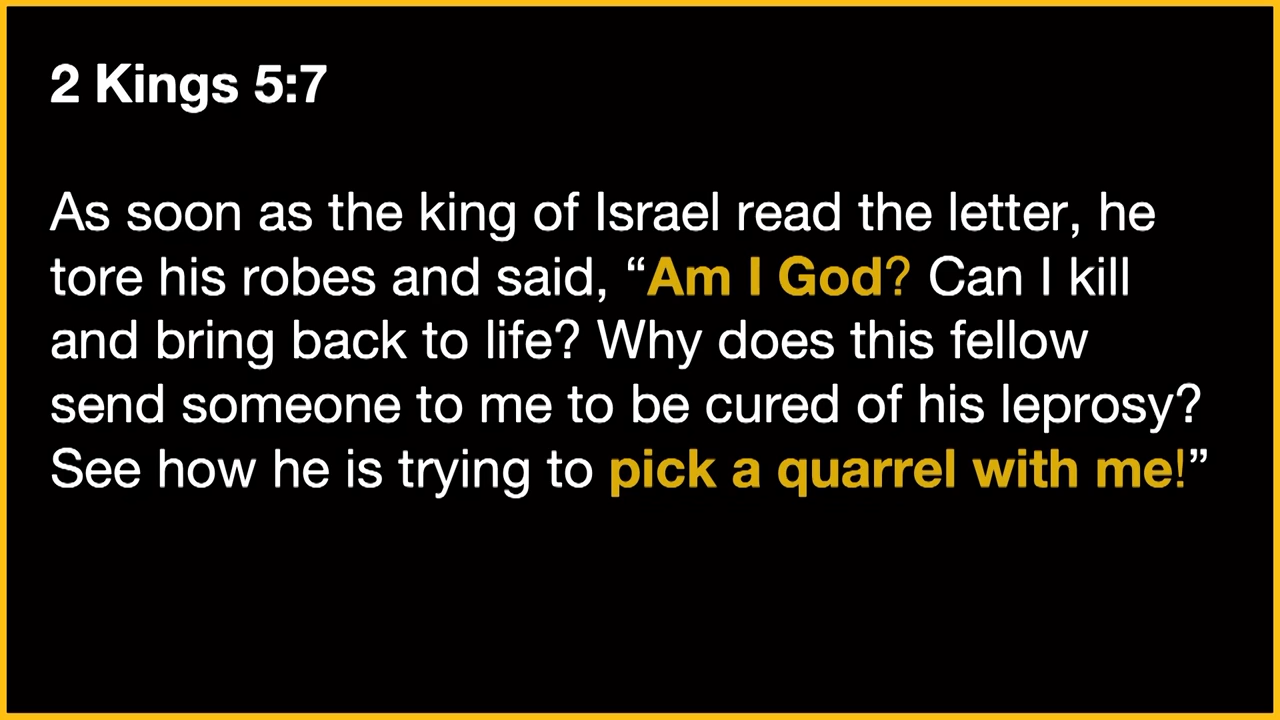 2 Kings 5:7
As soon as the king of Israel read the letter, he
tore his robes and said, “Am I God? Can I kill
and bring back to life? Why does this fellow
send someone to me to be cured of his leprosy?
See how he is trying to pick a quarrel with me!”